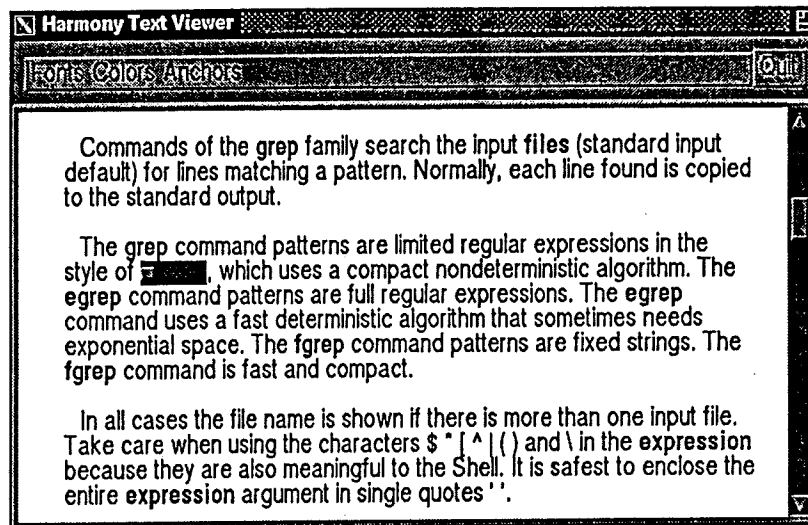 Harmony Text Viewer
Fonts Colors Anchors Quit
Commands of the grep family search the input files (standard input
default) for lines matching a pattern. Normally, each line found is copied
to the standard output.
The grep command patterns are limited regular expressions in the
style of , which uses a compact nondeterministic algorithm. The
egrep command patterns are full regular expressions. The egrep
command uses a fast deterministic algorithm that sometimes needs
exponential space. The fgrep command patterns are fixed strings. The
fgrep command is fast and compact.
In all cases the file name is shown if there is more than one input file.
Take care when using the characters $ * [ ^ | ( ) and \ in the expression
because they are also meaningful to the Shell. It is safest to enclose the
entire expression argument in single quotes ' '.